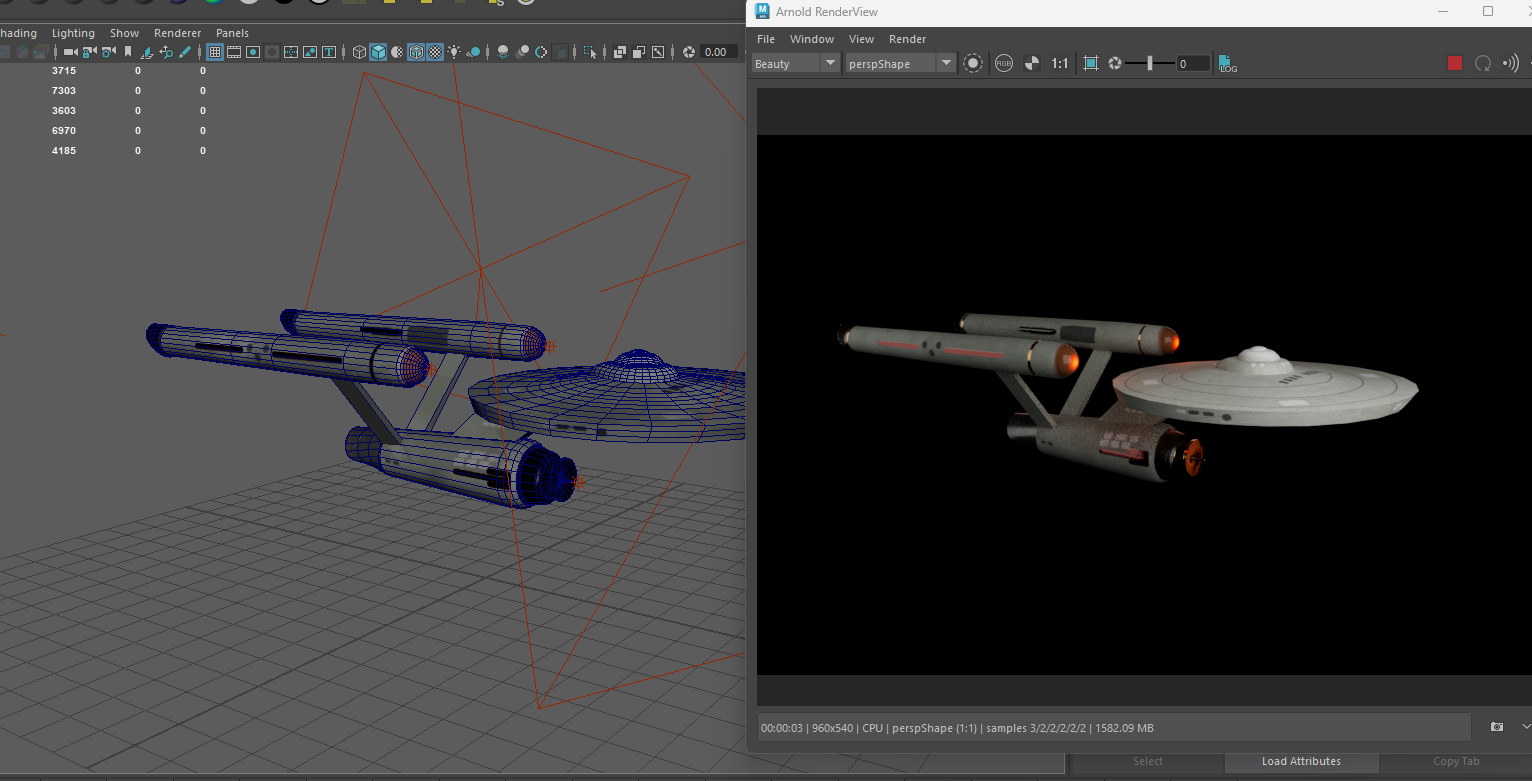 Arnold RenderView
hading Lighting Show Renderer Panels
File Window View Render
0.00
Beauty perspShape RGB 1:1 0 LOG
3715 0 0
7303 0 0
3603 0 0
6970 0 0
4185 0 0
00:00:03 | 960x540 | CPU | perspShape (1:1) | samples 3/2/2/2/2/2 | 1582.09 MB
Select Load Attributes Copy Tab